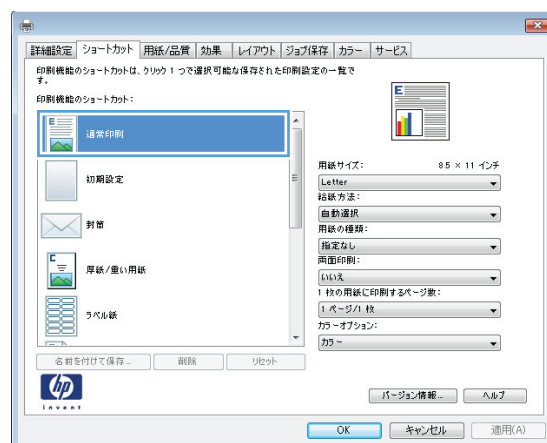 詳細設定 ショートカット 用紙/品質 効果 レイアウト ジョブ保存 カラー サービス
印刷機能のショートカットは、クリック 1 つで選択可能な保存された印刷設定の一覧で
す。
印刷機能のショートカット:
通常印刷
初期設定
封筒
厚紙/重い用紙
ラベル紙
名前を付けて保存...
削除
リセット
E
用紙サイズ: 8.5 × 11 インチ
Letter
給紙方法:
自動選択
用紙の種類:
指定なし
両面印刷:
いいえ
1 枚の用紙に印刷するページ数:
1 ページ/1 枚
カラーオプション:
カラー
hp
invent
バージョン情報... ヘルプ
OK キャンセル 適用(A)